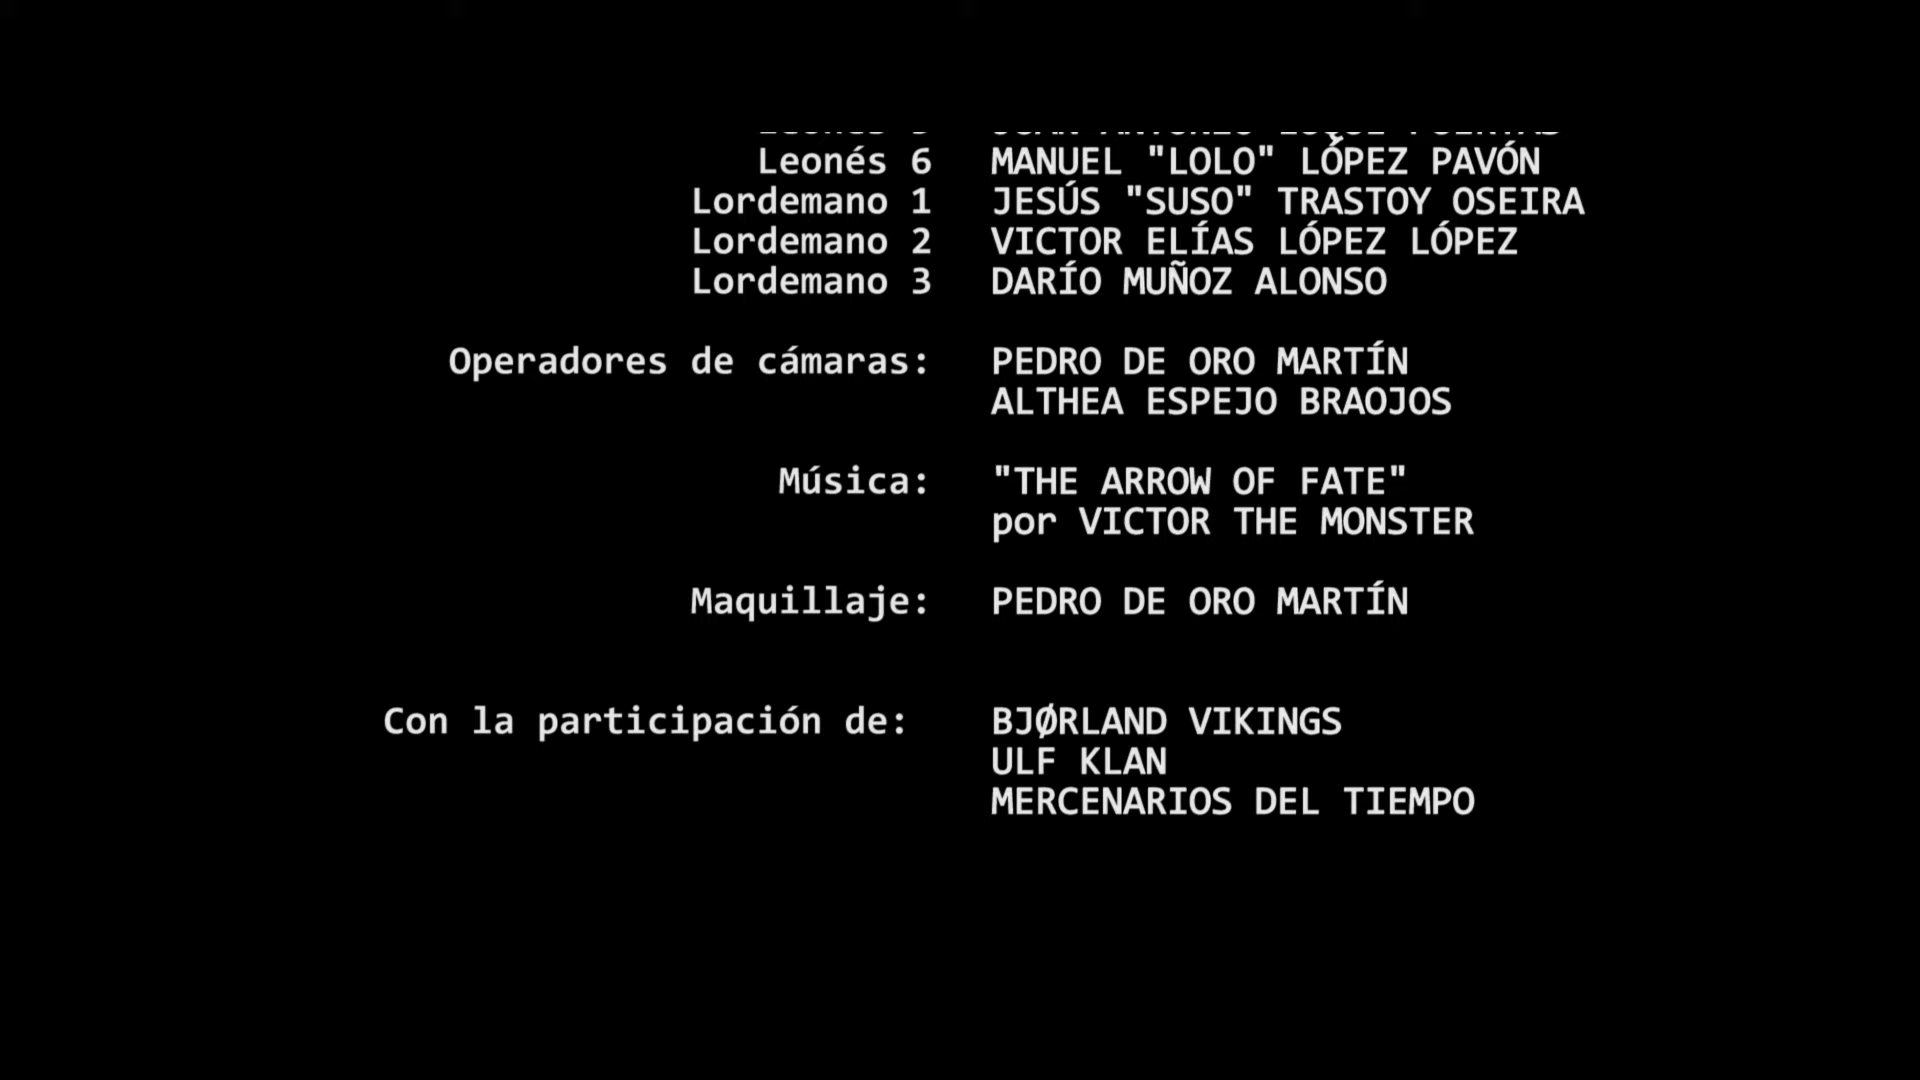 Leonés 6 MANUEL "LOLO" LÓPEZ PAVÓN
Lordemano 1 JESÚS "SUSO" TRASTOY OSEIRA
Lordemano 2 VICTOR ELÍAS LÓPEZ LÓPEZ
Lordemano 3 DARÍO MUÑOZ ALONSO
Operadores de cámaras: PEDRO DE ORO MARTÍN
ALTHEA ESPEJO BRAOJOS
Música: "THE ARROW OF FATE"
por VICTOR THE MONSTER
Maquillaje: PEDRO DE ORO MARTÍN
Con la participación de: BJØRLAND VIKINGS
ULF KLAN
MERCENARIOS DEL TIEMPO